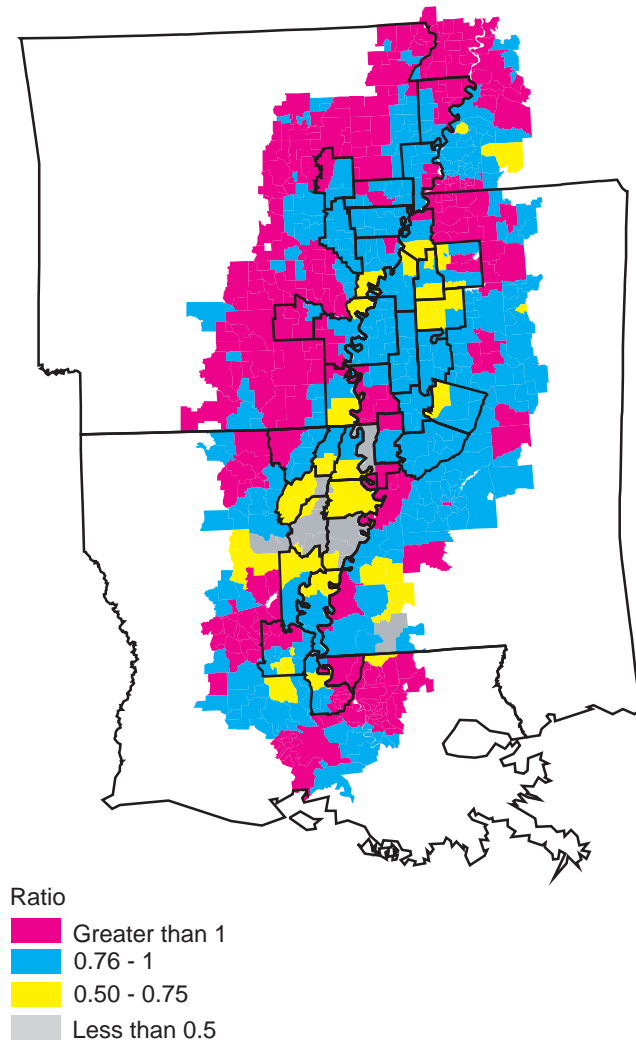 Ratio
Greater than 1
0.76 - 1
0.50 - 0.75
Less than 0.5